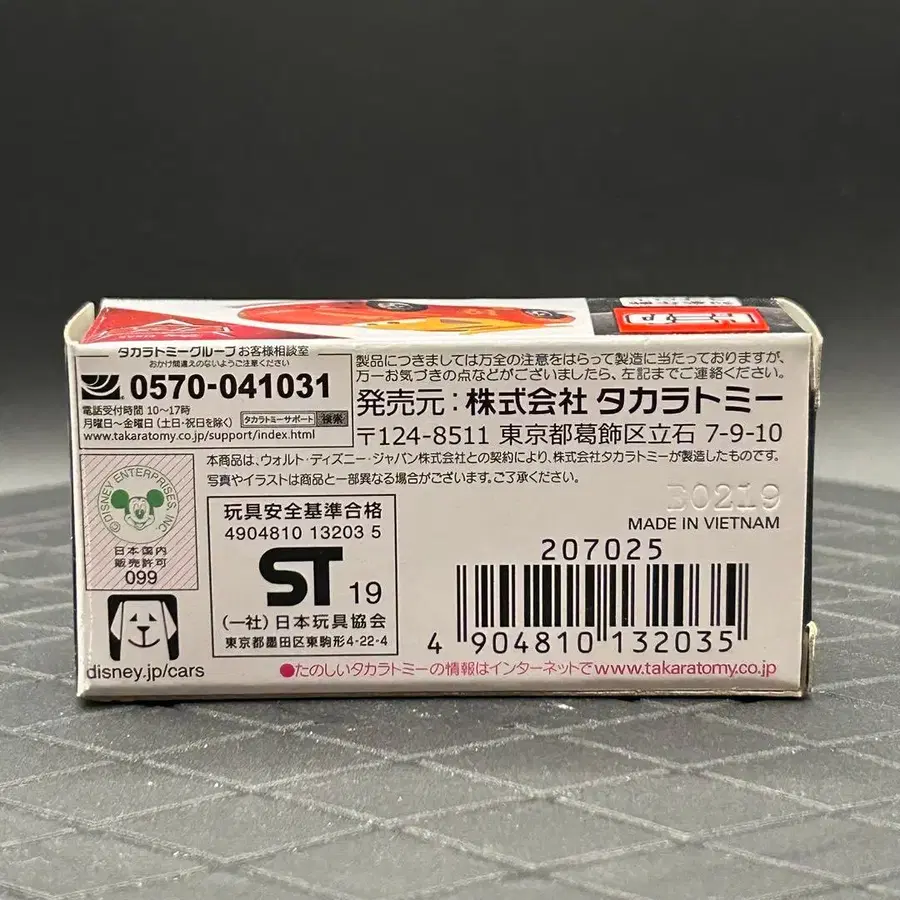 タカラトミーグループ お客様相談室
おかけ間違えのないようご注意ください
0570-041031
電話受付時間 10〜17時
月曜日〜金曜日(土日・祝日を除く)
タカラトミーサポート 検索
www.takaratomy.co.jp/support/index.html
製品につきましては万全の注意をはらって製造に当たっておりますが、
万一お気づきの点などがございましたら、左記までご連絡ください。
発売元:株式会社 タカラトミー
〒124-8511 東京都葛飾区立石 7-9-10
本商品は、ウォルト・ディズニー・ジャパン株式会社との契約により、株式会社タカラトミーが製造したものです。
写真やイラストは商品と一部異なる場合がございます。ご了承ください。
©DISNEY ENTERPRISES, INC.
日本国内
販売許可
099
玩具安全基準合格
4904810 13203 5
ST 19
(一社)日本玩具協会
東京都墨田区東駒形4-22-4
B0219
MADE IN VIETNAM
207025
4 904810 132035
disney.jp/cars
●たのしいタカラトミーの情報はインターネットで www.takaratomy.co.jp